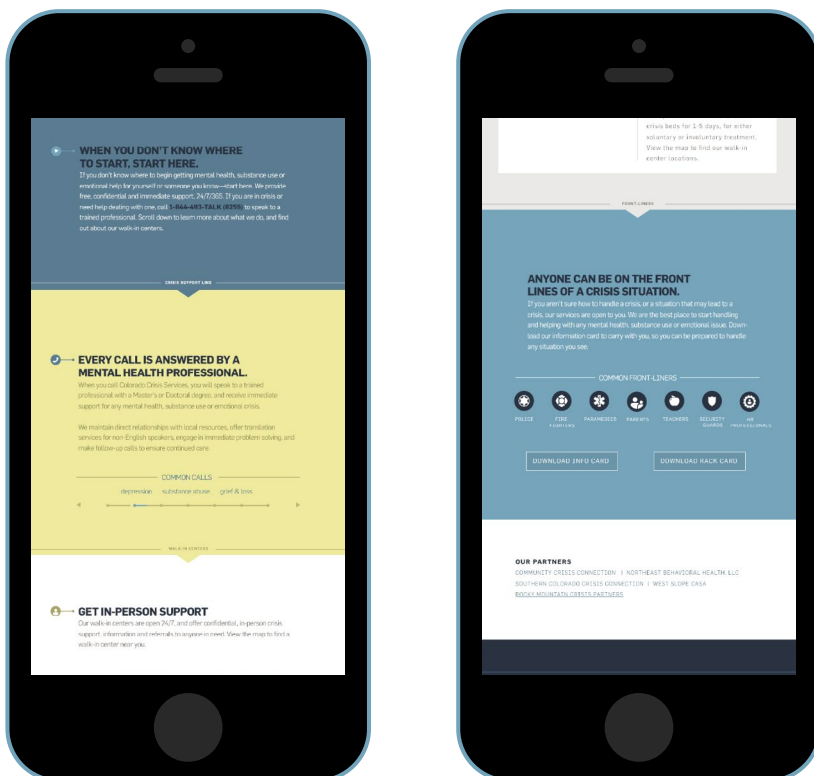 WHEN YOU DON'T KNOW WHERE
TO START, START HERE.
If you don't know where to begin getting mental health, substance use or
emotional help for yourself or someone you know—start here. We provide
free, confidential and immediate support, 24/7/365. If you are in crisis or
need help dealing with one, call 1-844-493-TALK (8255) to speak to a
trained professional. Scroll down to learn more about what we do, and find
out about our walk-in centers.
CRISIS SUPPORT LINE
EVERY CALL IS ANSWERED BY A
MENTAL HEALTH PROFESSIONAL.
When you call Colorado Crisis Services, you will speak to a trained
professional with a Master's or Doctoral degree, and receive immediate
support for any mental health, substance use or emotional crisis.
We maintain direct relationships with local resources, offer translation
services for non-English speakers, engage in immediate problem solving, and
make follow-up calls to ensure continued care.
COMMON CALLS
depression substance abuse grief & loss
WALK-IN CENTERS
GET IN-PERSON SUPPORT
Our walk-in centers are open 24/7, and offer confidential, in-person crisis
support, information and referrals to anyone in need. View the map to find a
walk-in center near you.
crisis beds for 1-5 days, for either
voluntary or involuntary treatment.
View the map to find our walk-in
center locations.
FRONT-LINERS
ANYONE CAN BE ON THE FRONT
LINES OF A CRISIS SITUATION.
If you aren't sure how to handle a crisis, or a situation that may lead to a
crisis, our services are open to you. We are the best place to start handling
and helping with any mental health, substance use or emotional issue. Down-
load our information card to carry with you, so you can be prepared to handle
any situation you see.
COMMON FRONT-LINERS
POLICE FIRE FIGHTERS PARAMEDICS PARENTS TEACHERS SECURITY GUARDS HR PROFESSIONALS
DOWNLOAD INFO CARD DOWNLOAD RACK CARD
OUR PARTNERS
COMMUNITY CRISIS CONNECTION | NORTHEAST BEHAVIORAL HEALTH, LLC
SOUTHERN COLORADO CRISIS CONNECTION | WEST SLOPE CASA
ROCKY MOUNTAIN CRISIS PARTNERS